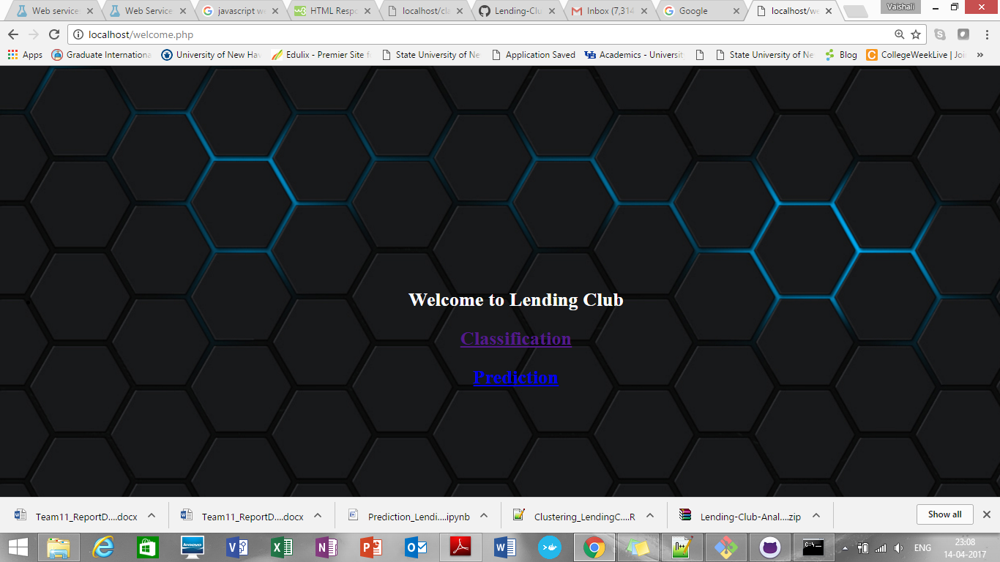 Web service
Web Service
javascript w
HTML Resp
localhost/cla
Lending-Clu
Inbox (7,314
Google
localhost/we
Vaishali
localhost/welcome.php
Apps
Graduate Internationa
University of New Hav
Edulix - Premier Site f
State University of Ne
Application Saved
Academics - Universit
State University of Ne
Blog
CollegeWeekLive | Joi
»
Welcome to Lending Club
Classification
Prediction
Team11_ReportD....docx
Team11_ReportD....docx
Prediction_Lendi....ipynb
Clustering_LendingC....R
Lending-Club-Anal....zip
Show all
lenovo
ENG
23:08
14-04-2017